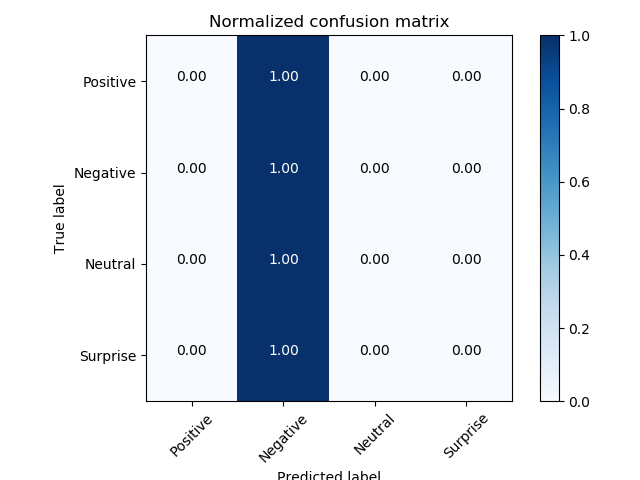 Normalized confusion matrix
Positive 0.00 1.00 0.00 0.00
Negative 0.00 1.00 0.00 0.00
Neutral 0.00 1.00 0.00 0.00
Surprise 0.00 1.00 0.00 0.00
True label
Positive Negative Neutral Surprise
Predicted label
1.0
0.8
0.6
0.4
0.2
0.0